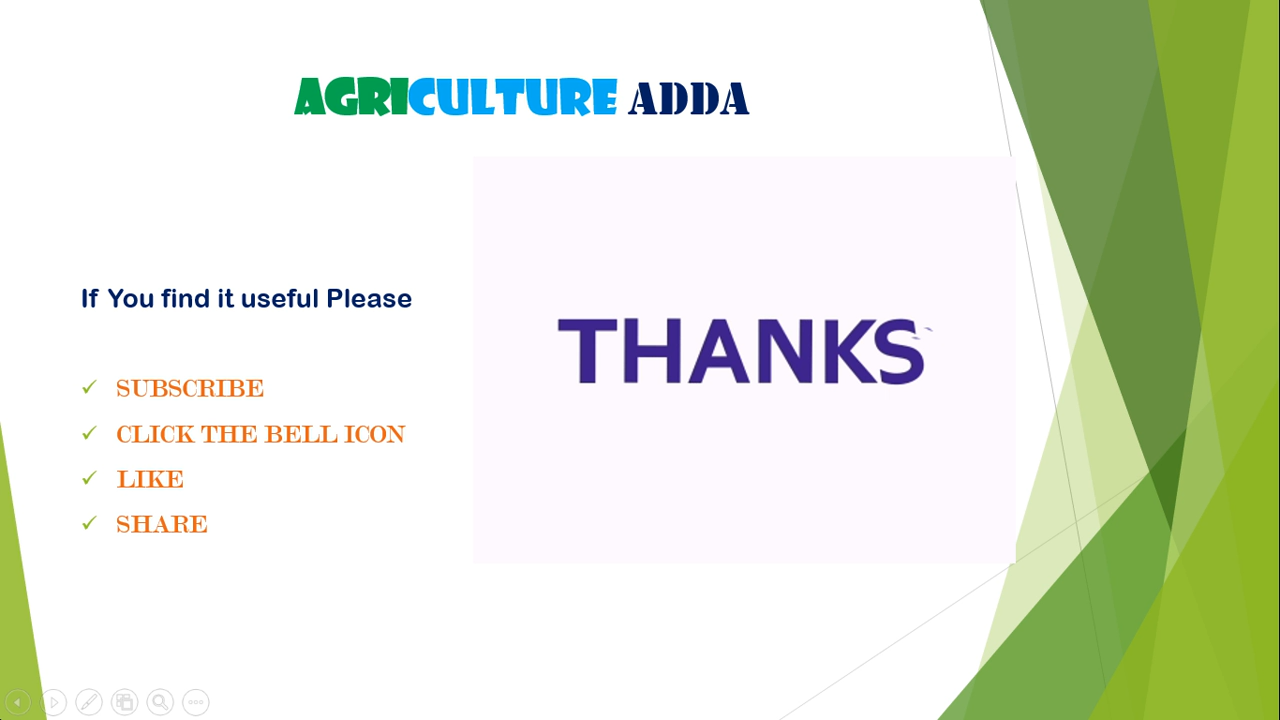 AGRICULTURE ADDA
If You find it useful Please
SUBSCRIBE
CLICK THE BELL ICON
LIKE
SHARE
THANKS